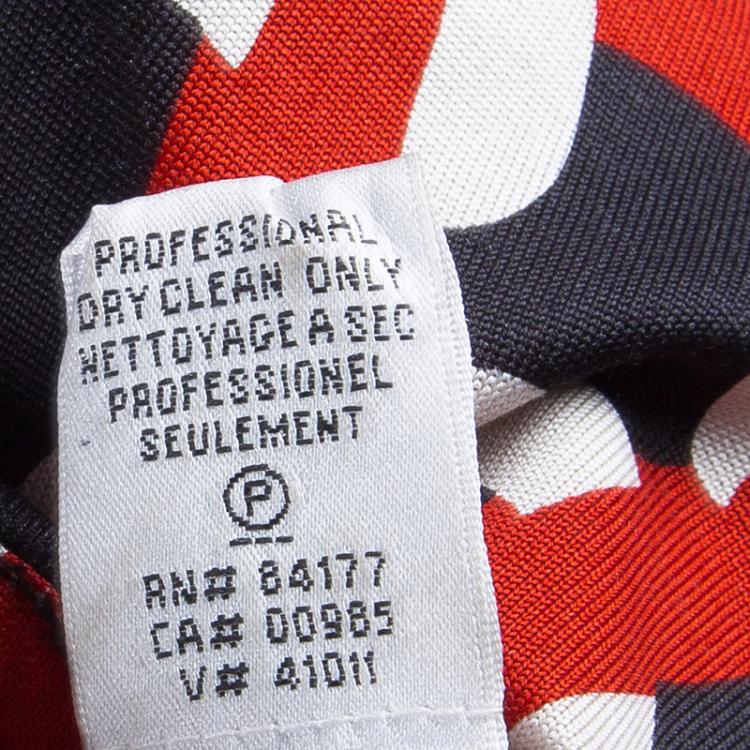 PROFESSIONAL
DRY CLEAN ONLY
NETTOYAGE A SEC
PROFESSIONEL
SEULEMENT
P
RN# 84177
CA# 00985
V# 41011